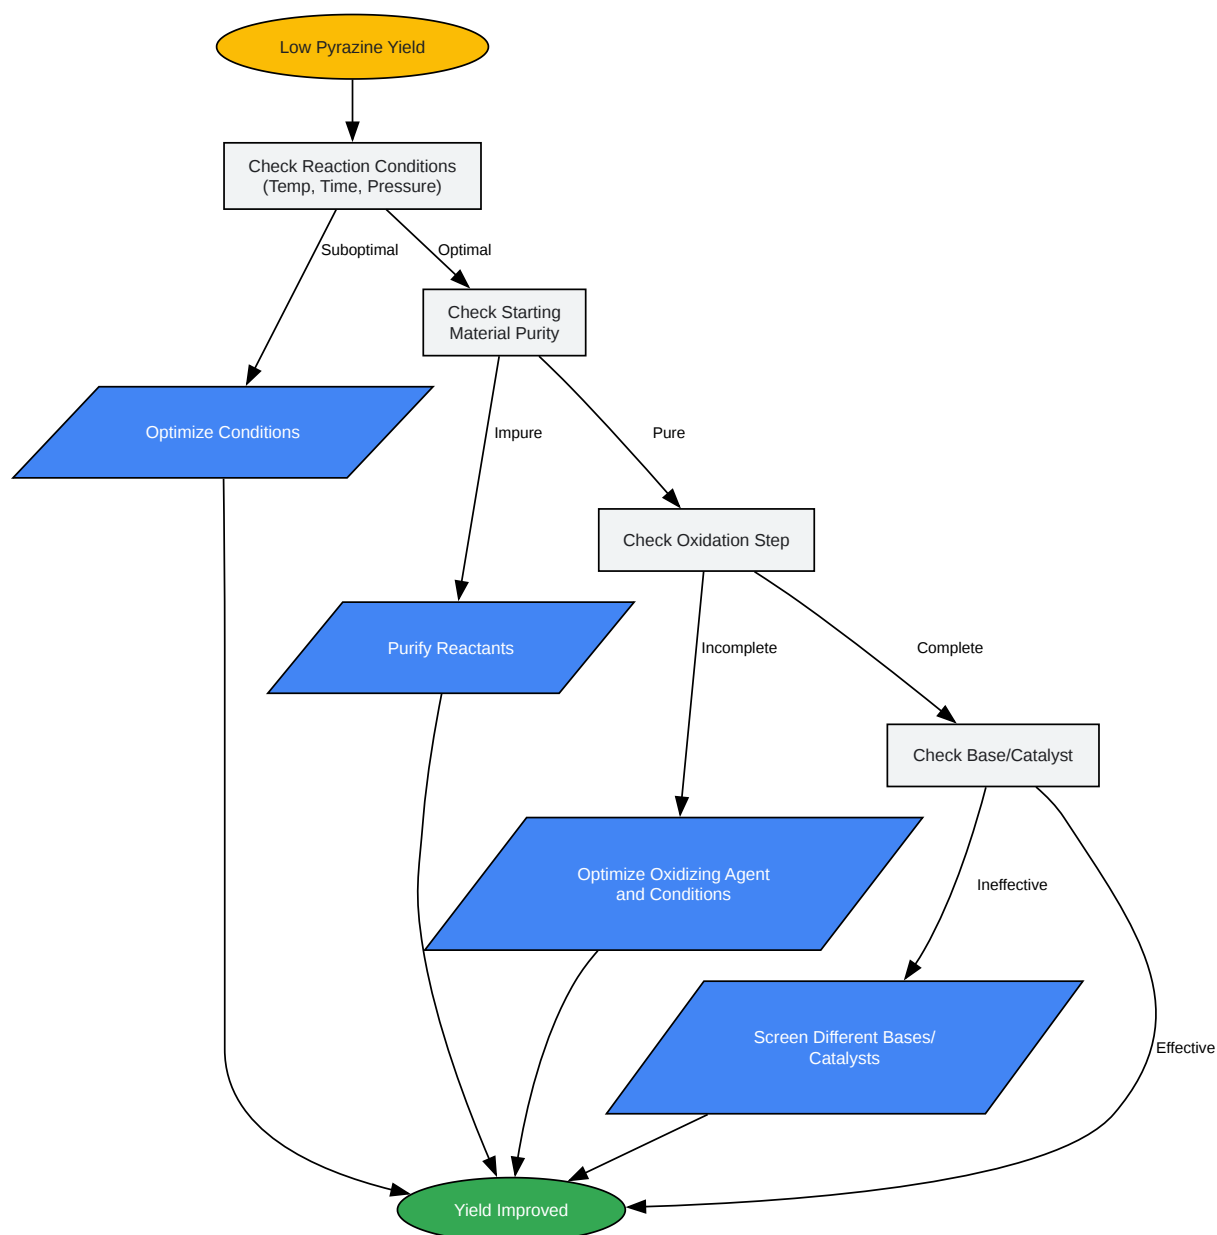 Low Pyrazine Yield
Check Reaction Conditions
(Temp, Time, Pressure)
Suboptimal
Optimal
Check Starting
Material Purity
Optimize Conditions
Impure
Pure
Check Oxidation Step
Purify Reactants
Incomplete
Complete
Check Base/Catalyst
Optimize Oxidizing Agent
and Conditions
Ineffective
Screen Different Bases/
Catalysts
Effective
Yield Improved